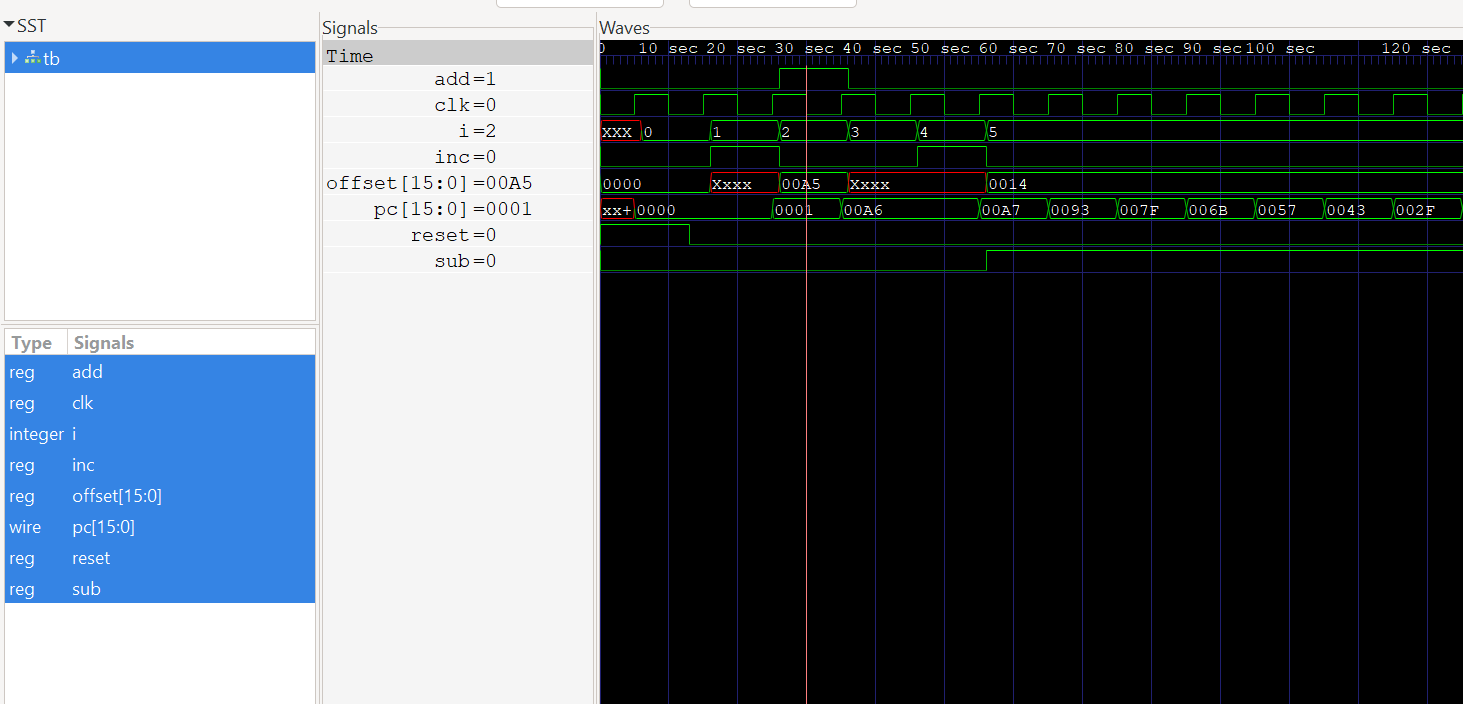 SST
tb
Type Signals
reg add
reg clk
integer i
reg inc
reg offset[15:0]
wire pc[15:0]
reg reset
reg sub
Signals
Time
add=1
clk=0
i=2
inc=0
offset[15:0]=00A5
pc[15:0]=0001
reset=0
sub=0
Waves
0 10 sec 20 sec 30 sec 40 sec 50 sec 60 sec 70 sec 80 sec 90 sec 100 sec 120 sec
xxx 0 1 2 3 4 5
0000 Xxxx 00A5 Xxxx 0014
xx+ 0000 0001 00A6 00A7 0093 007F 006B 0057 0043 002F